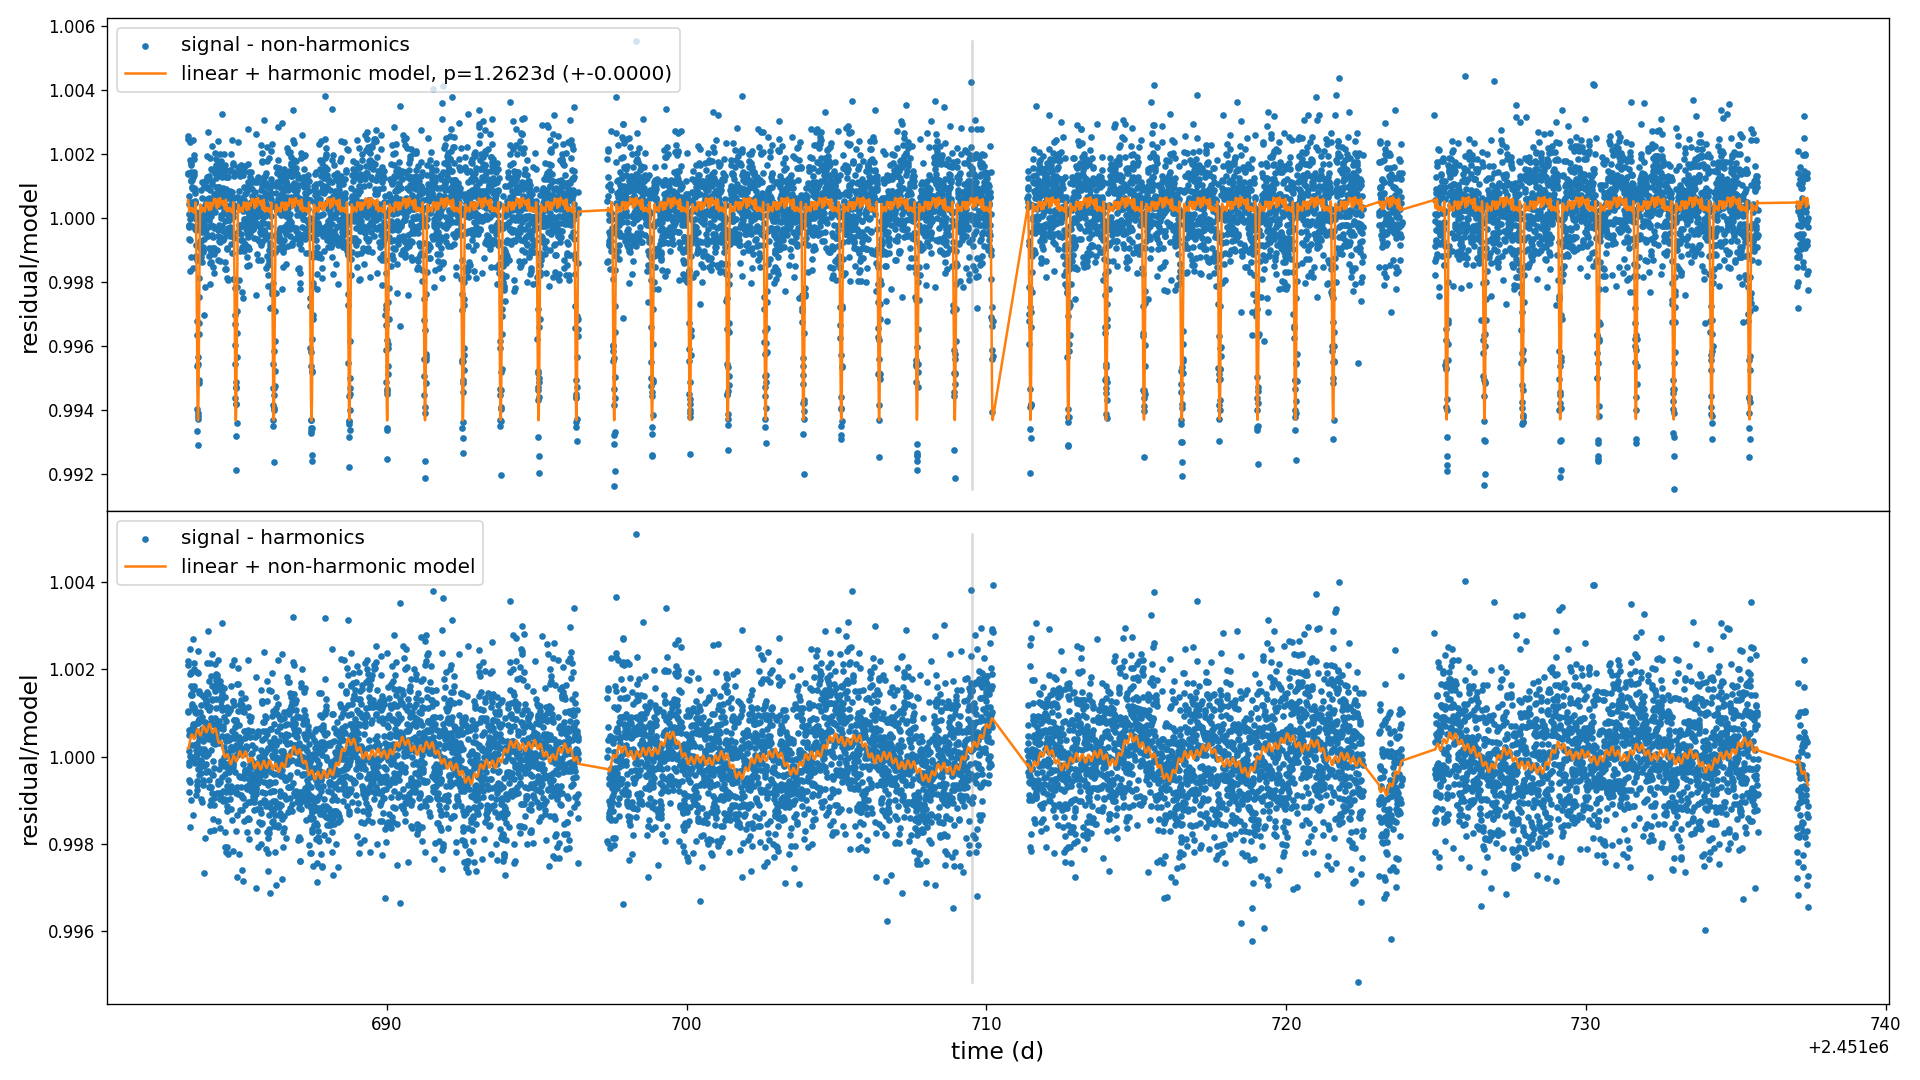 1.006
1.004
1.002
1.000
0.998
0.996
0.994
0.992
residual/model
signal - non-harmonics
linear + harmonic model, p=1.2623d (+-0.0000)
1.004
1.002
1.000
0.998
0.996
residual/model
signal - harmonics
linear + non-harmonic model
690
700
710
720
730
740
time (d)
+2.451e6